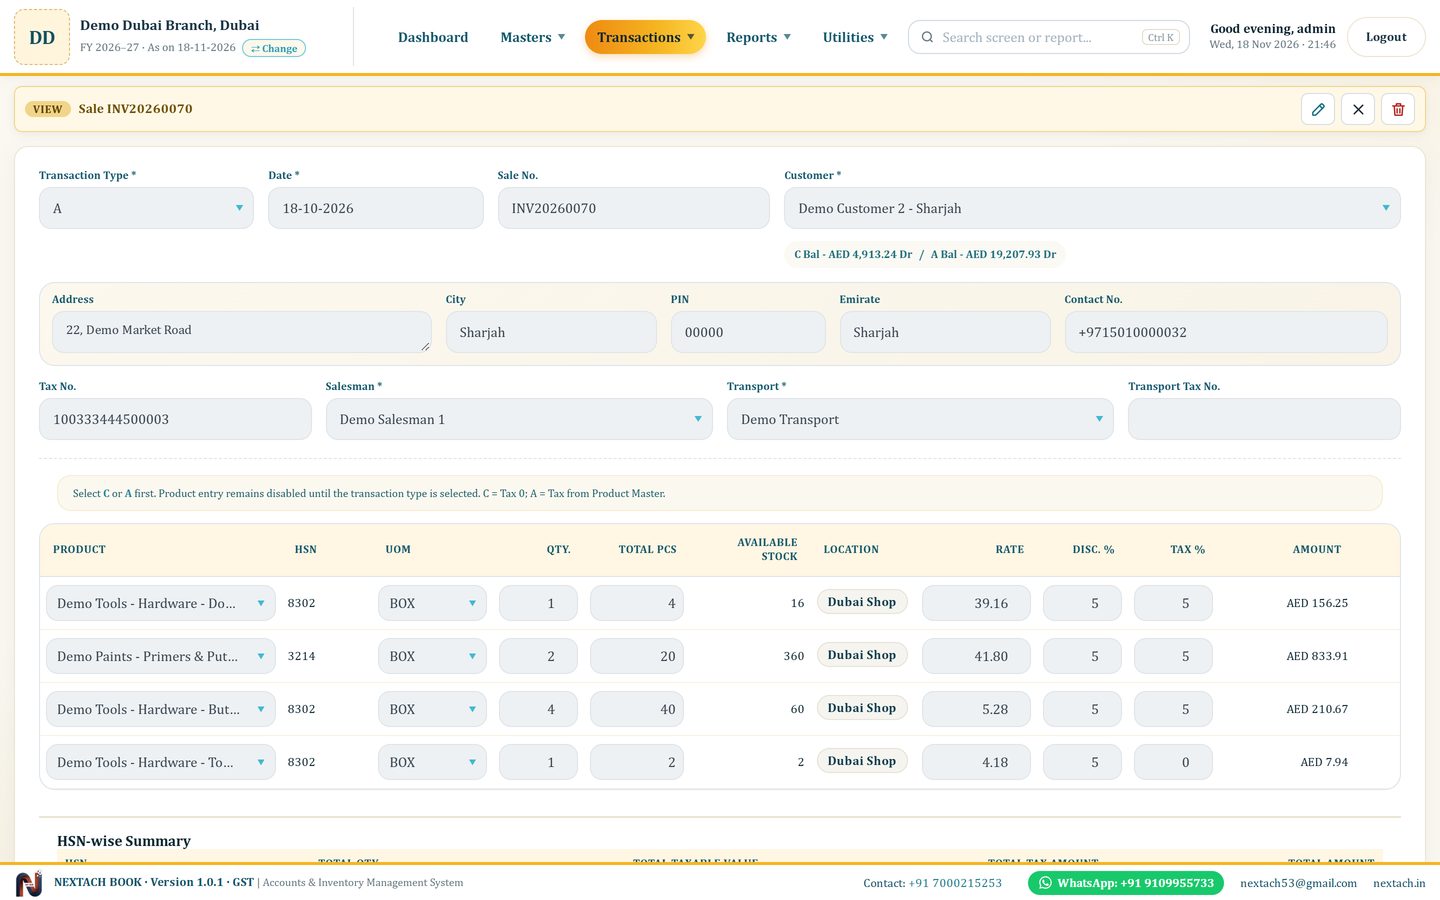 DD
Demo Dubai Branch, Dubai
FY 2026-27 · As on 18-11-2026 ⇄ Change
Dashboard Masters ▼ Transactions ▼ Reports ▼ Utilities ▼
Search screen or report... Ctrl K
Good evening, admin
Wed, 18 Nov 2026 · 21:46
Logout
VIEW Sale INV20260070
Transaction Type * Date * Sale No. Customer *
A 18-10-2026 INV20260070 Demo Customer 2 - Sharjah
C Bal - AED 4,913.24 Dr / A Bal - AED 19,207.93 Dr
Address City PIN Emirate Contact No.
22, Demo Market Road Sharjah 00000 Sharjah +9715010000032
Tax No. Salesman * Transport * Transport Tax No.
100333444500003 Demo Salesman 1 Demo Transport
Select C or A first. Product entry remains disabled until the transaction type is selected. C = Tax 0; A = Tax from Product Master.
PRODUCT HSN UOM QTY. TOTAL PCS AVAILABLE STOCK LOCATION RATE DISC. % TAX % AMOUNT
Demo Tools - Hardware - Do... 8302 BOX 1 4 16 Dubai Shop 39.16 5 5 AED 156.25
Demo Paints - Primers & Put... 3214 BOX 2 20 360 Dubai Shop 41.80 5 5 AED 833.91
Demo Tools - Hardware - But... 8302 BOX 4 40 60 Dubai Shop 5.28 5 5 AED 210.67
Demo Tools - Hardware - To... 8302 BOX 1 2 2 Dubai Shop 4.18 5 0 AED 7.94
HSN-wise Summary
HSN TOTAL QTY TOTAL TAXABLE VALUE TOTAL TAX AMOUNT TOTAL AMOUNT
NEXTACH BOOK · Version 1.0.1 · GST | Accounts & Inventory Management System
Contact: +91 7000215253 WhatsApp: +91 9109955733 nextach53@gmail.com nextach.in